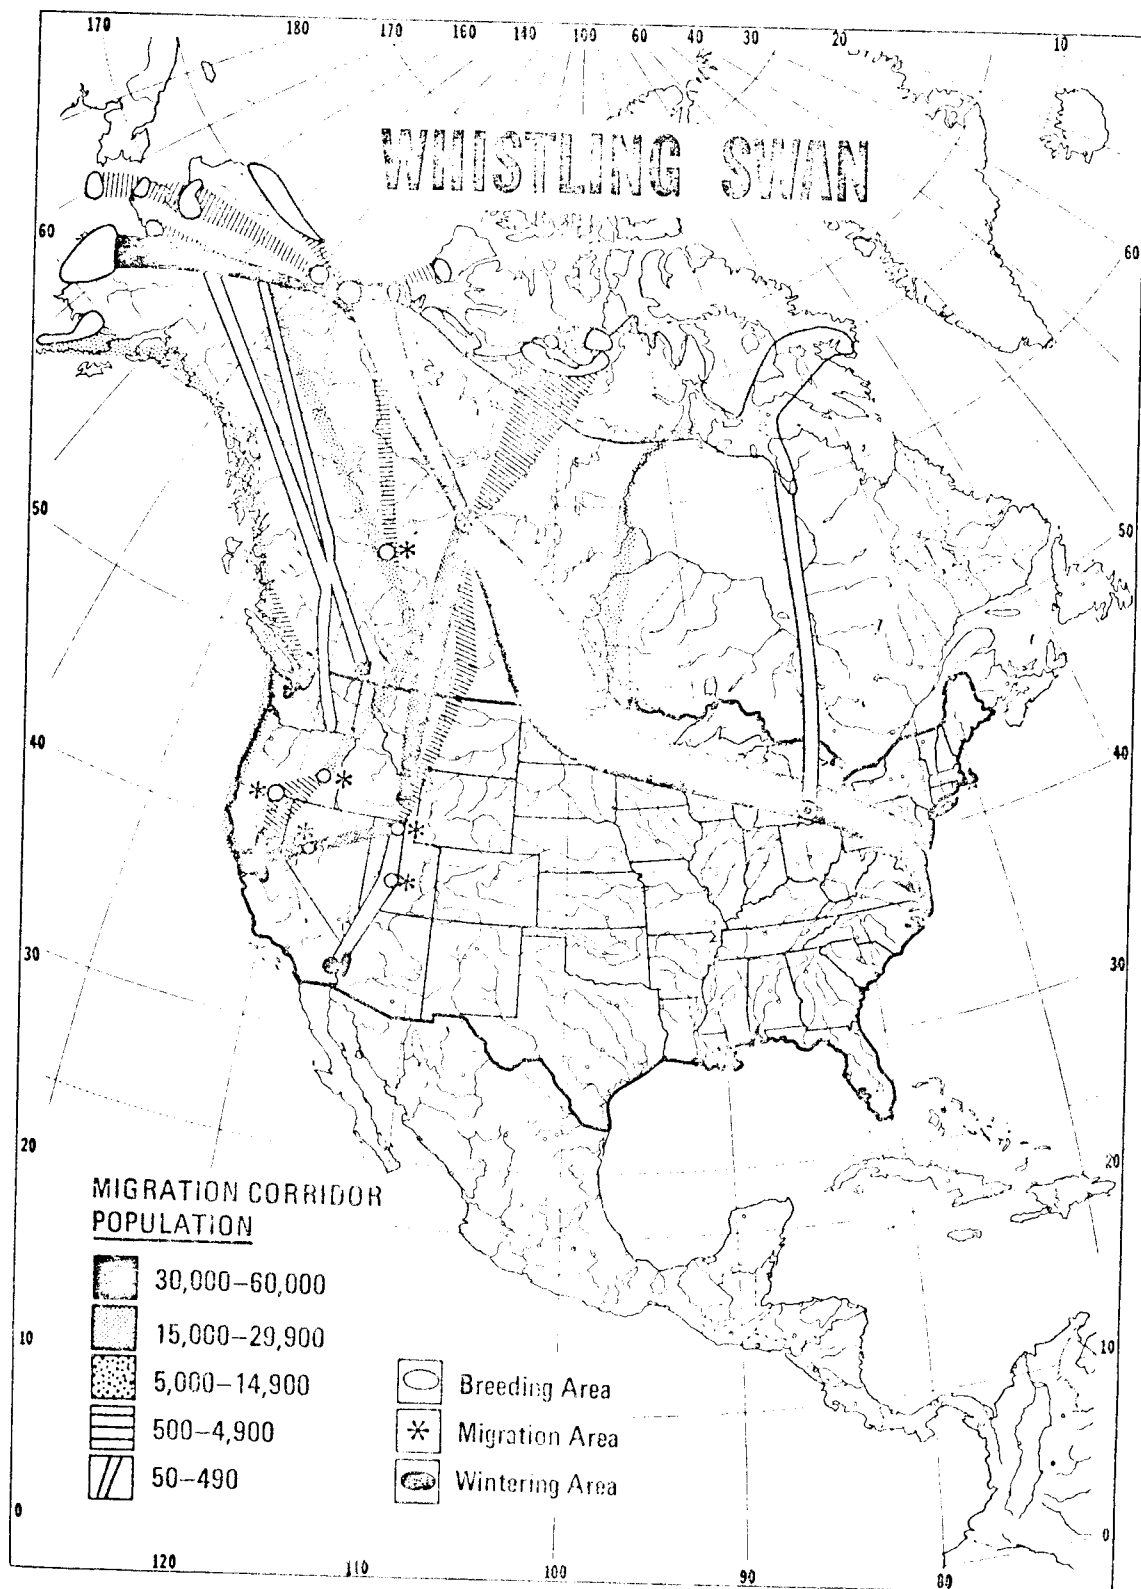 170 180 170 160 140 100 60 40 30 20 10
WHISTLING SWAN
60 60
50 50
40 40
30 30
20 20
10 10
0 0
MIGRATION CORRIDOR
POPULATION
30,000–60,000
15,000–29,900
5,000–14,900
500–4,900
50–490
Breeding Area
Migration Area
Wintering Area
120 110 100 90 80